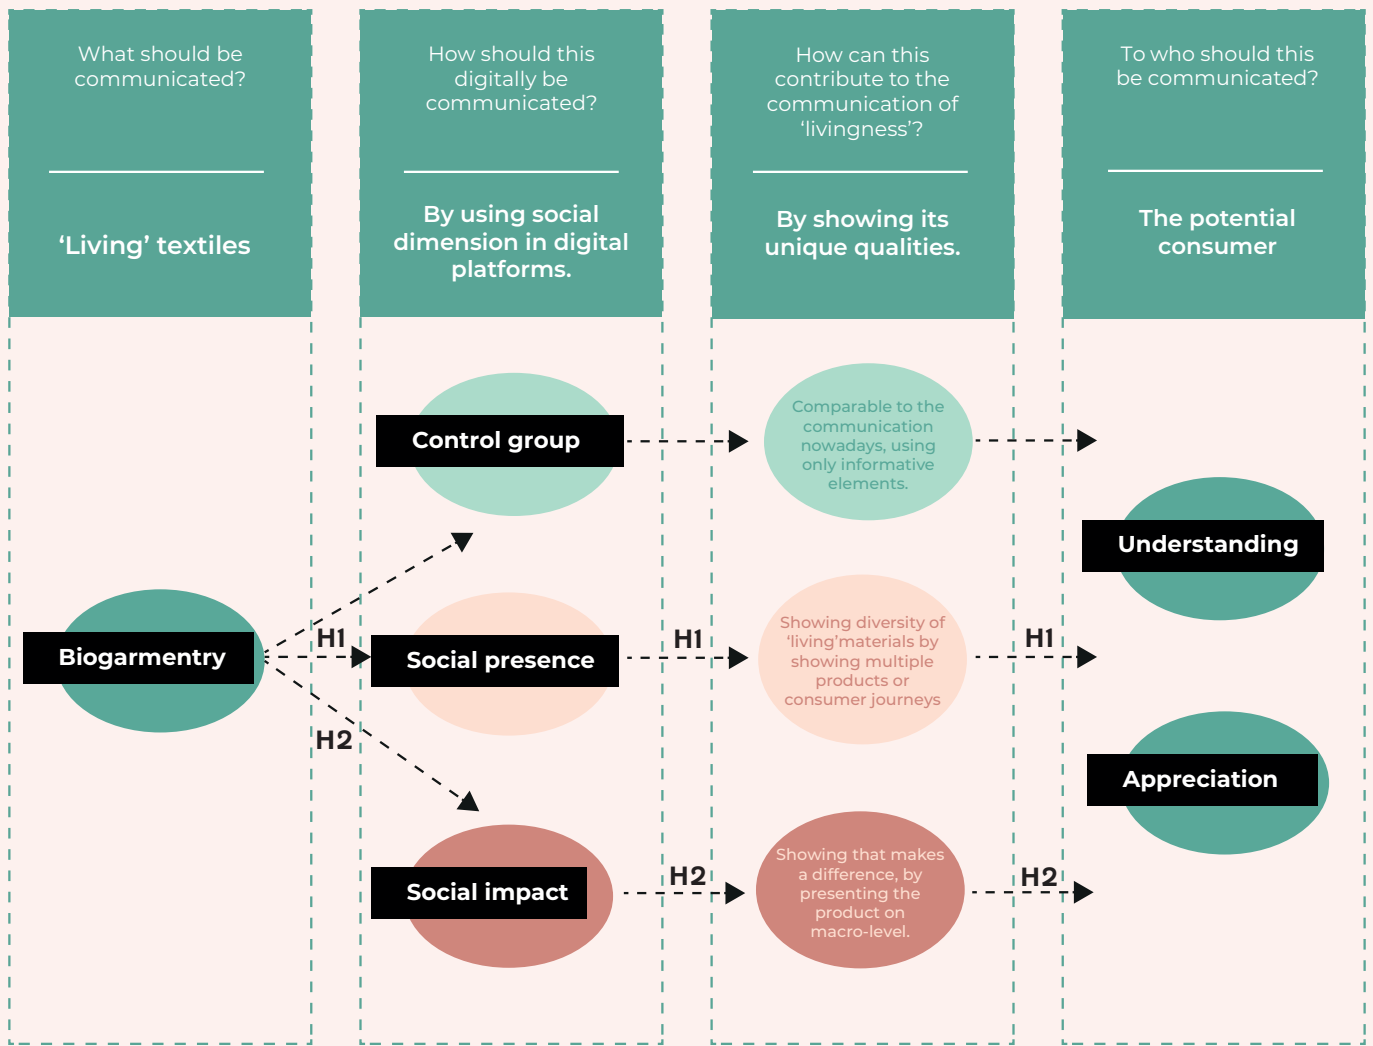 What should be
communicated?
‘Living’ textiles
How should this
digitally be
communicated?
By using social
dimension in digital
platforms.
How can this
contribute to the
communication of
‘livingness’?
By showing its
unique qualities.
To who should this
be communicated?
The potential
consumer
Control group
Comparable to the
communication
nowadays, using
only informative
elements.
Understanding
Biogarmentry
H1
Social presence
H1
Showing diversity of
‘living’materials by
showing multiple
products or
consumer journeys
H1
H2
Appreciation
Social impact
H2
Showing that makes
a difference, by
presenting the
product on
macro-level.
H2